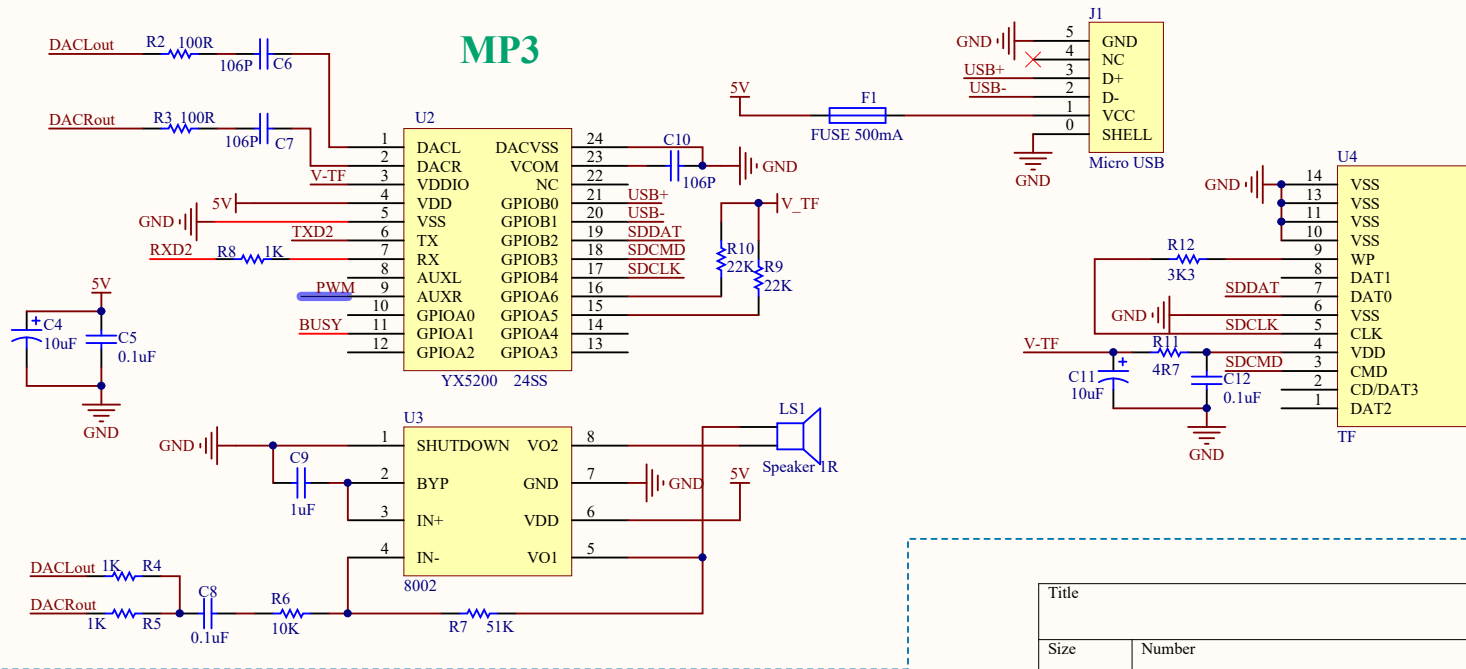 MP3
DACLout
R2 100R
106P C6
DACRout
R3 100R
106P C7
U2
1 DACL DACVSS 24
2 DACR VCOM 23
3 VDDIO NC 22
4 VDD GPIOB0 21
5 VSS GPIOB1 20
6 TX GPIOB2 19
7 RX GPIOB3 18
8 AUXL GPIOB4 17
9 AUXR GPIOA6 16
10 GPIOA0 GPIOA5 15
11 GPIOA1 GPIOA4 14
12 GPIOA2 GPIOA3 13
YX5200 24SS
V-TF
5V
GND
TXD2
RXD2
R8 1K
PWM
BUSY
C10
106P
GND
USB+
USB-
SDDAT
SDCMD
SDCLK
V_TF
R10
22K
R9
22K
5V
F1
FUSE 500mA
J1
GND
5 GND
4 NC
USB+
3 D+
USB-
2 D-
1 VCC
0 SHELL
Micro USB
GND
U4
GND
14 VSS
13 VSS
11 VSS
10 VSS
9 WP
8 DAT1
7 DAT0
6 VSS
5 CLK
4 VDD
3 CMD
2 CD/DAT3
1 DAT2
TF
R12
3K3
SDDAT
GND
SDCLK
V-TF
R11
4R7
SDCMD
C11
10uF
C12
0.1uF
GND
5V
C4
10uF
C5
0.1uF
GND
U3
1 SHUTDOWN VO2 8
2 BYP GND 7
3 IN+ VDD 6
4 IN- VO1 5
8002
GND
C9
1uF
LS1
Speaker 1R
GND
5V
DACLout 1K R4
DACRout
1K R5
C8
0.1uF
R6
10K
R7 51K
Title
Size Number